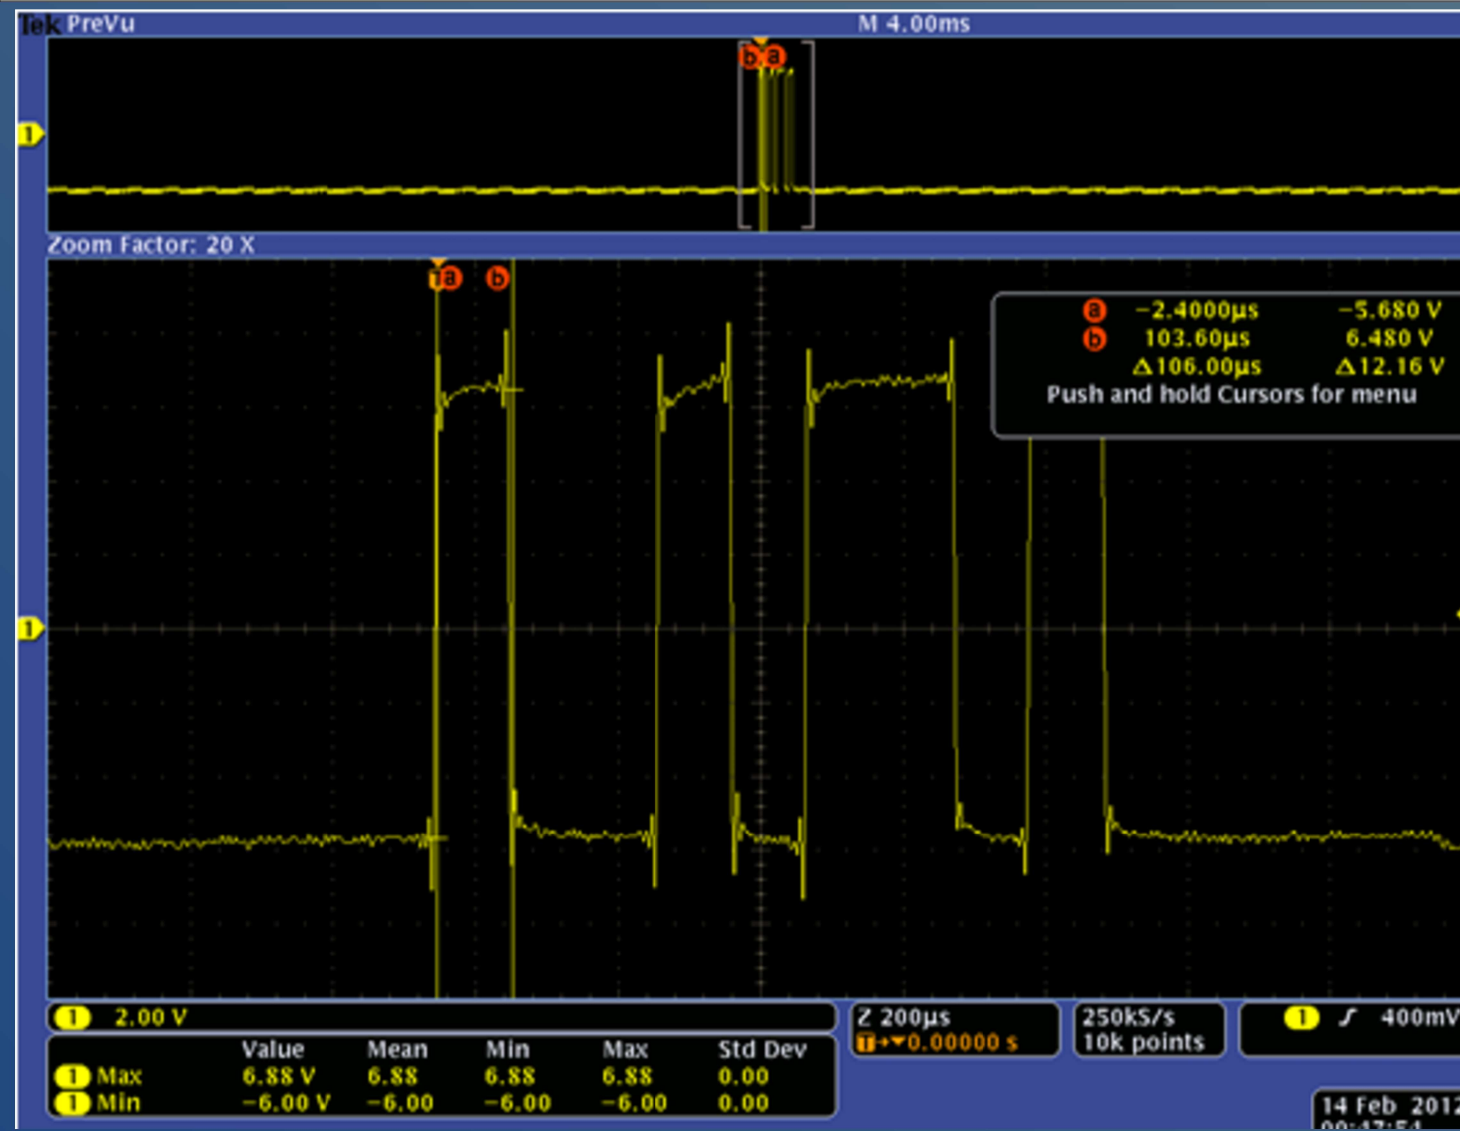 Tek PreVu M 4.00ms
b a
1
Zoom Factor: 20 X
T a b
a −2.4000µs −5.680 V
b 103.60µs 6.480 V
Δ106.00µs Δ12.16 V
Push and hold Cursors for menu
1
1 2.00 V Z 200µs 250kS/s 1 400mV
T→▼0.00000 s 10k points
Value Mean Min Max Std Dev
1 Max 6.88 V 6.88 6.88 6.88 0.00
1 Min −6.00 V −6.00 −6.00 −6.00 0.00
14 Feb 2012